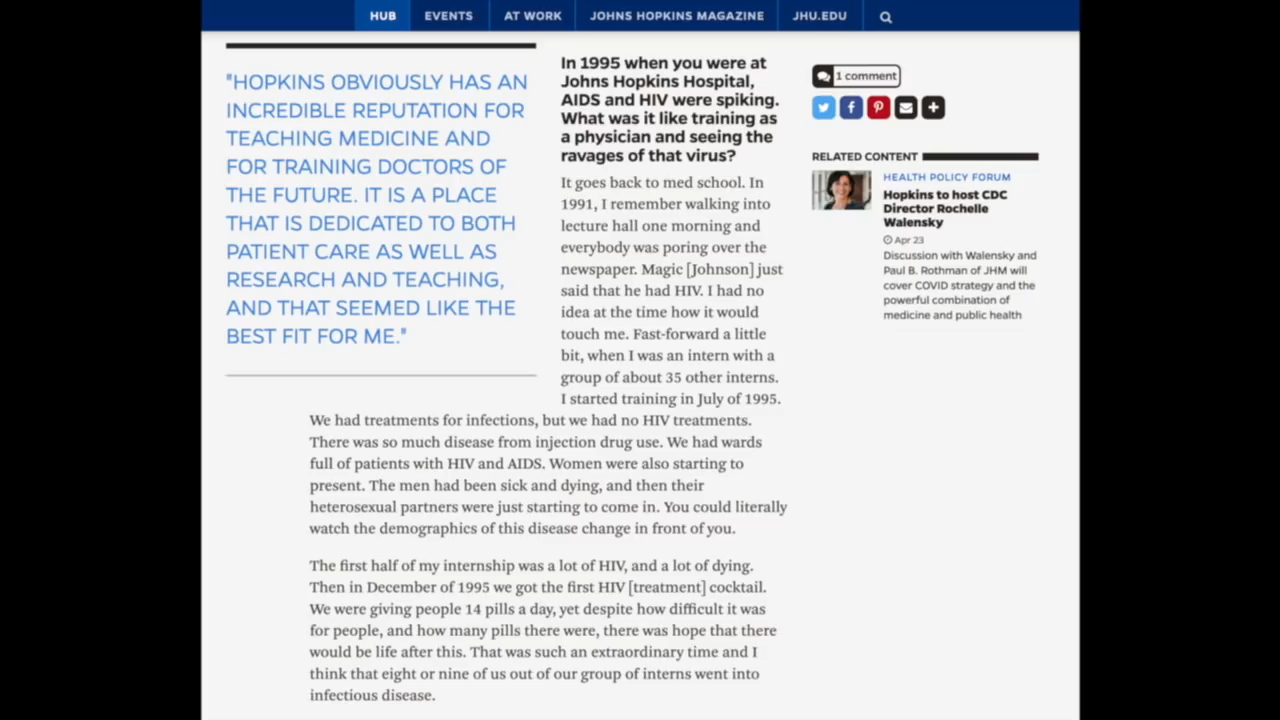 HUB
EVENTS
AT WORK
JOHNS HOPKINS MAGAZINE
JHU.EDU
"HOPKINS OBVIOUSLY HAS AN
INCREDIBLE REPUTATION FOR
TEACHING MEDICINE AND
FOR TRAINING DOCTORS OF
THE FUTURE. IT IS A PLACE
THAT IS DEDICATED TO BOTH
PATIENT CARE AS WELL AS
RESEARCH AND TEACHING,
AND THAT SEEMED LIKE THE
BEST FIT FOR ME."
In 1995 when you were at
Johns Hopkins Hospital,
AIDS and HIV were spiking.
What was it like training as
a physician and seeing the
ravages of that virus?
It goes back to med school. In
1991, I remember walking into
lecture hall one morning and
everybody was poring over the
newspaper. Magic [Johnson] just
said that he had HIV. I had no
idea at the time how it would
touch me. Fast-forward a little
bit, when I was an intern with a
group of about 35 other interns.
I started training in July of 1995.
We had treatments for infections, but we had no HIV treatments.
There was so much disease from injection drug use. We had wards
full of patients with HIV and AIDS. Women were also starting to
present. The men had been sick and dying, and then their
heterosexual partners were just starting to come in. You could literally
watch the demographics of this disease change in front of you.
The first half of my internship was a lot of HIV, and a lot of dying.
Then in December of 1995 we got the first HIV [treatment] cocktail.
We were giving people 14 pills a day, yet despite how difficult it was
for people, and how many pills there were, there was hope that there
would be life after this. That was such an extraordinary time and I
think that eight or nine of us out of our group of interns went into
infectious disease.
1 comment
RELATED CONTENT
HEALTH POLICY FORUM
Hopkins to host CDC
Director Rochelle
Walensky
Apr 23
Discussion with Walensky and
Paul B. Rothman of JHM will
cover COVID strategy and the
powerful combination of
medicine and public health